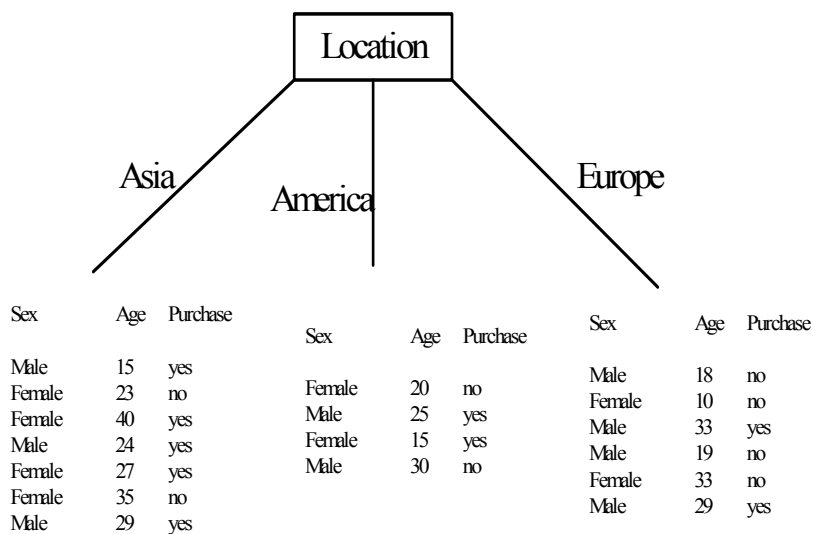 Location
Asia
America
Europe
Sex Age Purchase
Male 15 yes
Female 23 no
Female 40 yes
Male 24 yes
Female 27 yes
Female 35 no
Male 29 yes
Sex Age Purchase
Female 20 no
Male 25 yes
Female 15 yes
Male 30 no
Sex Age Purchase
Male 18 no
Female 10 no
Male 33 yes
Male 19 no
Female 33 no
Male 29 yes